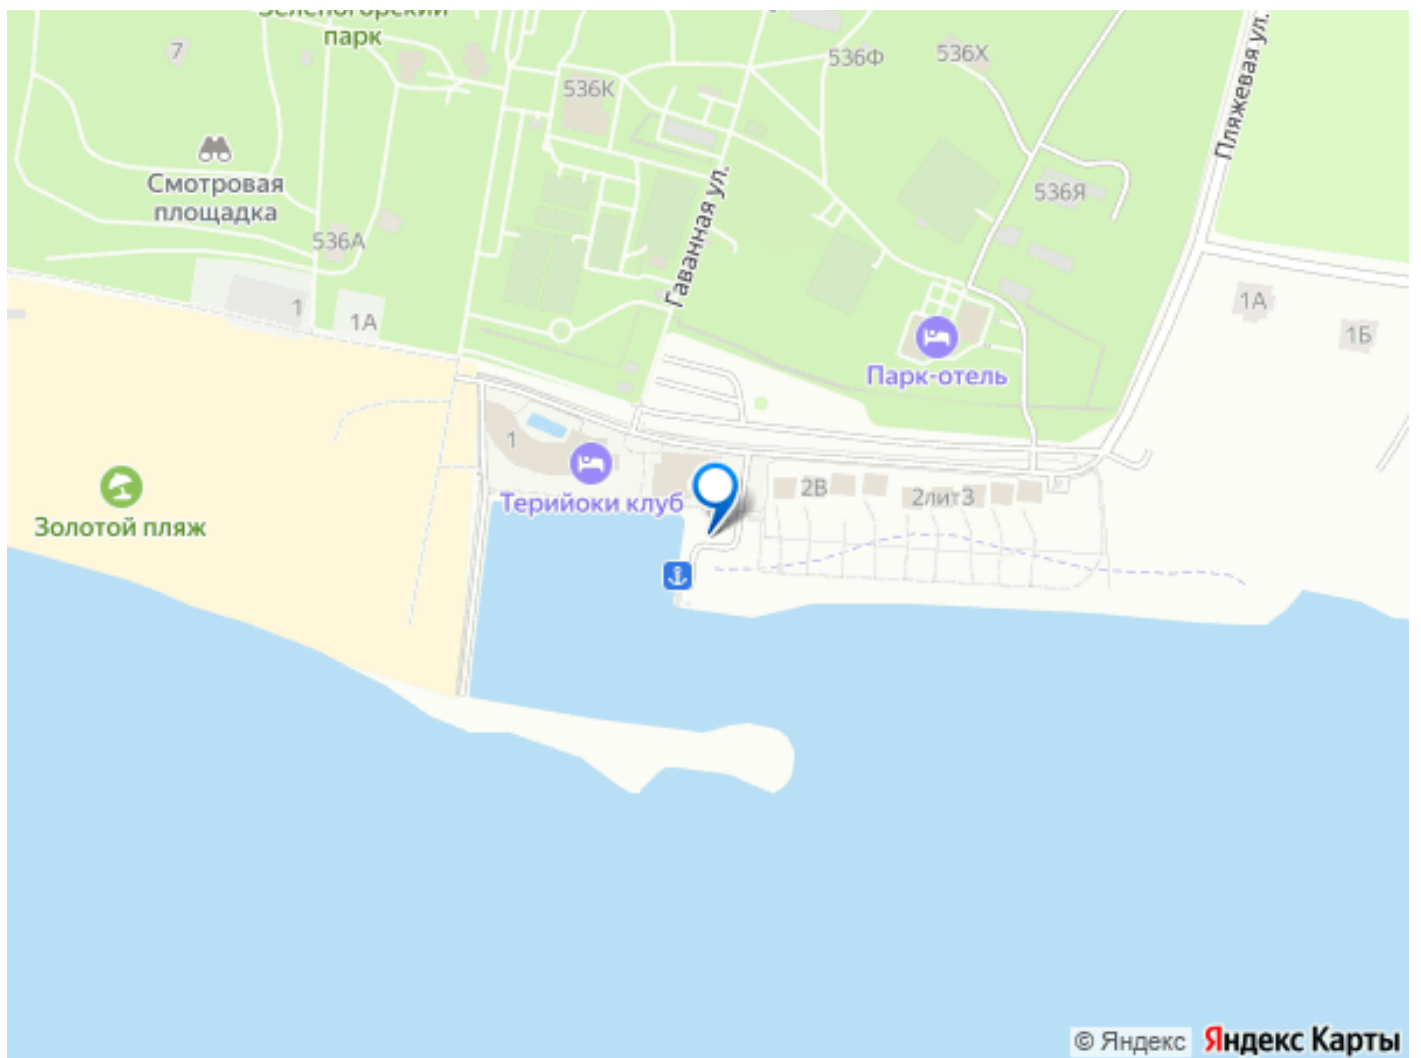 Зеленогорский
парк
7
536К
536Ф
536Х
Пляжевая ул.
Смотровая
площадка
536А
Гаванная ул.
536Я
1
1А
1А
1Б
Парк-отель
1
Терийоки клуб
2В
2лит3
Золотой пляж
© Яндекс Яндекс Карты